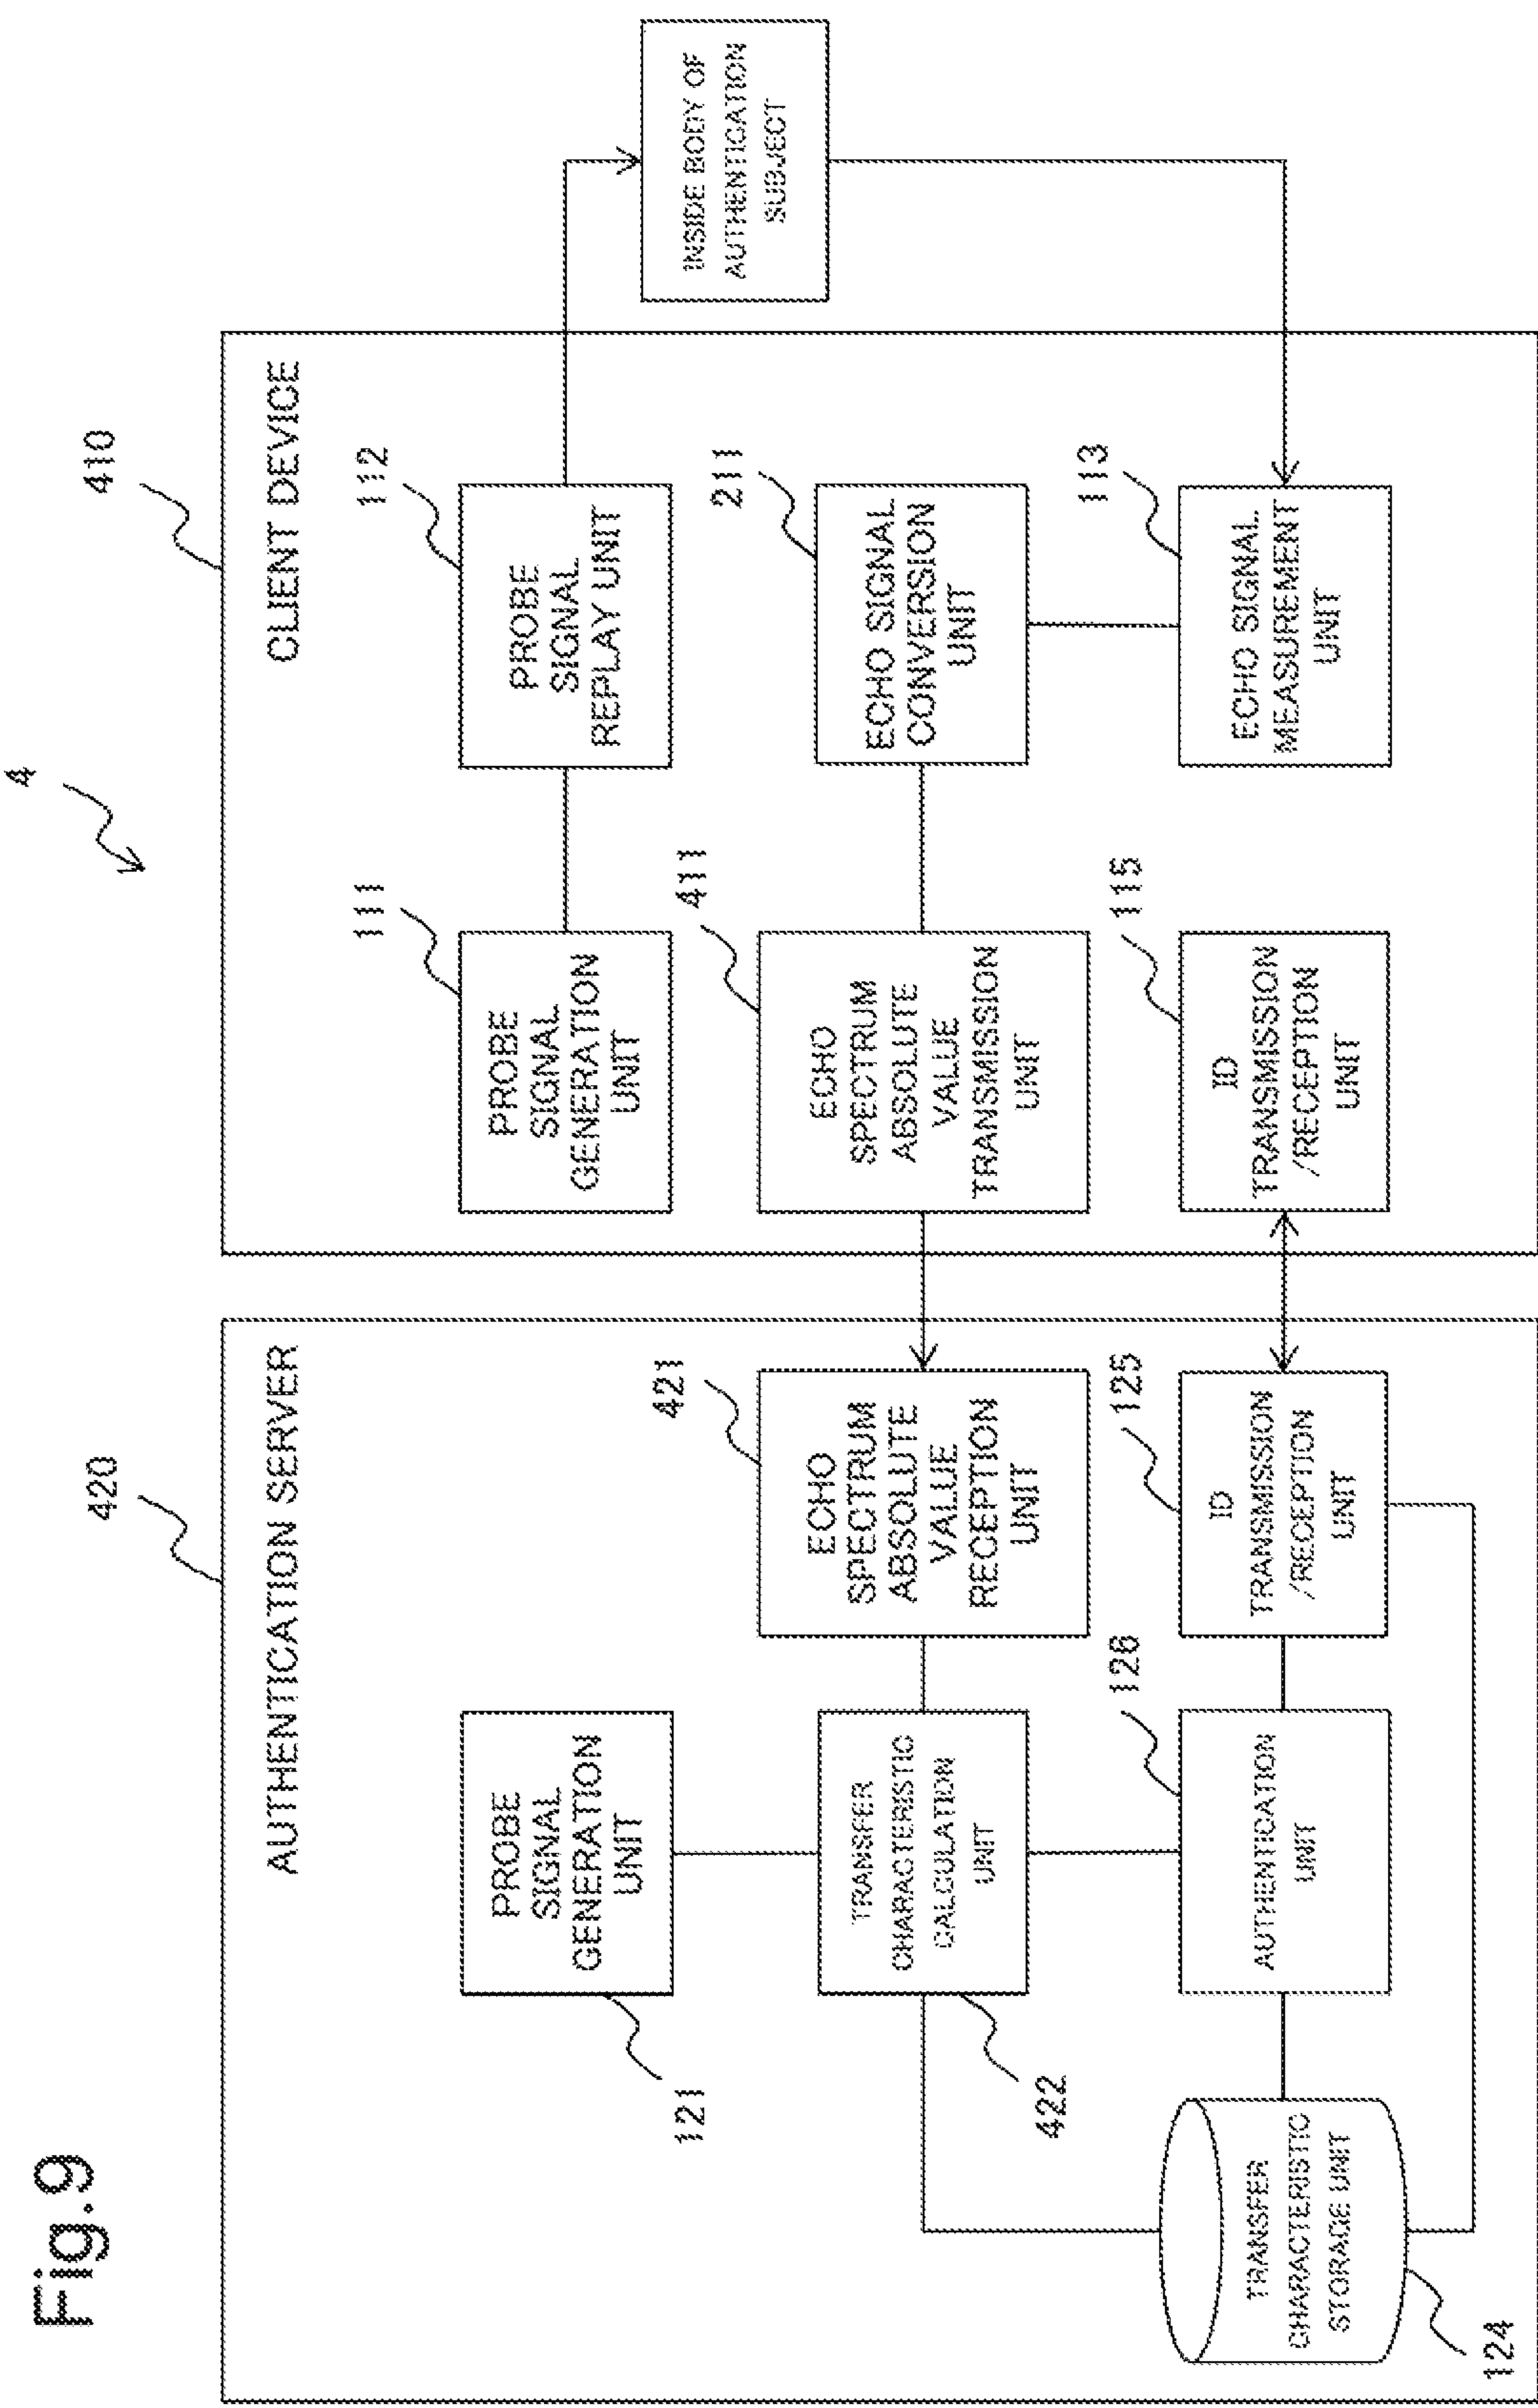 Fig.9
4
420
AUTHENTICATION SERVER
PROBE
SIGNAL
GENERATION
UNIT
121
TRANSFER
CHARACTERISTIC
CALCULATION
UNIT
422
ECHO
SPECTRUM
ABSOLUTE
VALUE
RECEPTION
UNIT
421
TRANSFER
CHARACTERISTIC
STORAGE UNIT
124
AUTHENTICATION
UNIT
126
ID
TRANSMISSION
/RECEPTION
UNIT
125
410
CLIENT DEVICE
PROBE
SIGNAL
GENERATION
UNIT
111
PROBE
SIGNAL
REPLAY UNIT
112
ECHO
SPECTRUM
ABSOLUTE
VALUE
TRANSMISSION
UNIT
411
ECHO SIGNAL
CONVERSION
UNIT
211
ID
TRANSMISSION
/RECEPTION
UNIT
115
ECHO SIGNAL
MEASUREMENT
UNIT
113
INSIDE BODY OF
AUTHENTICATION
SUBJECT